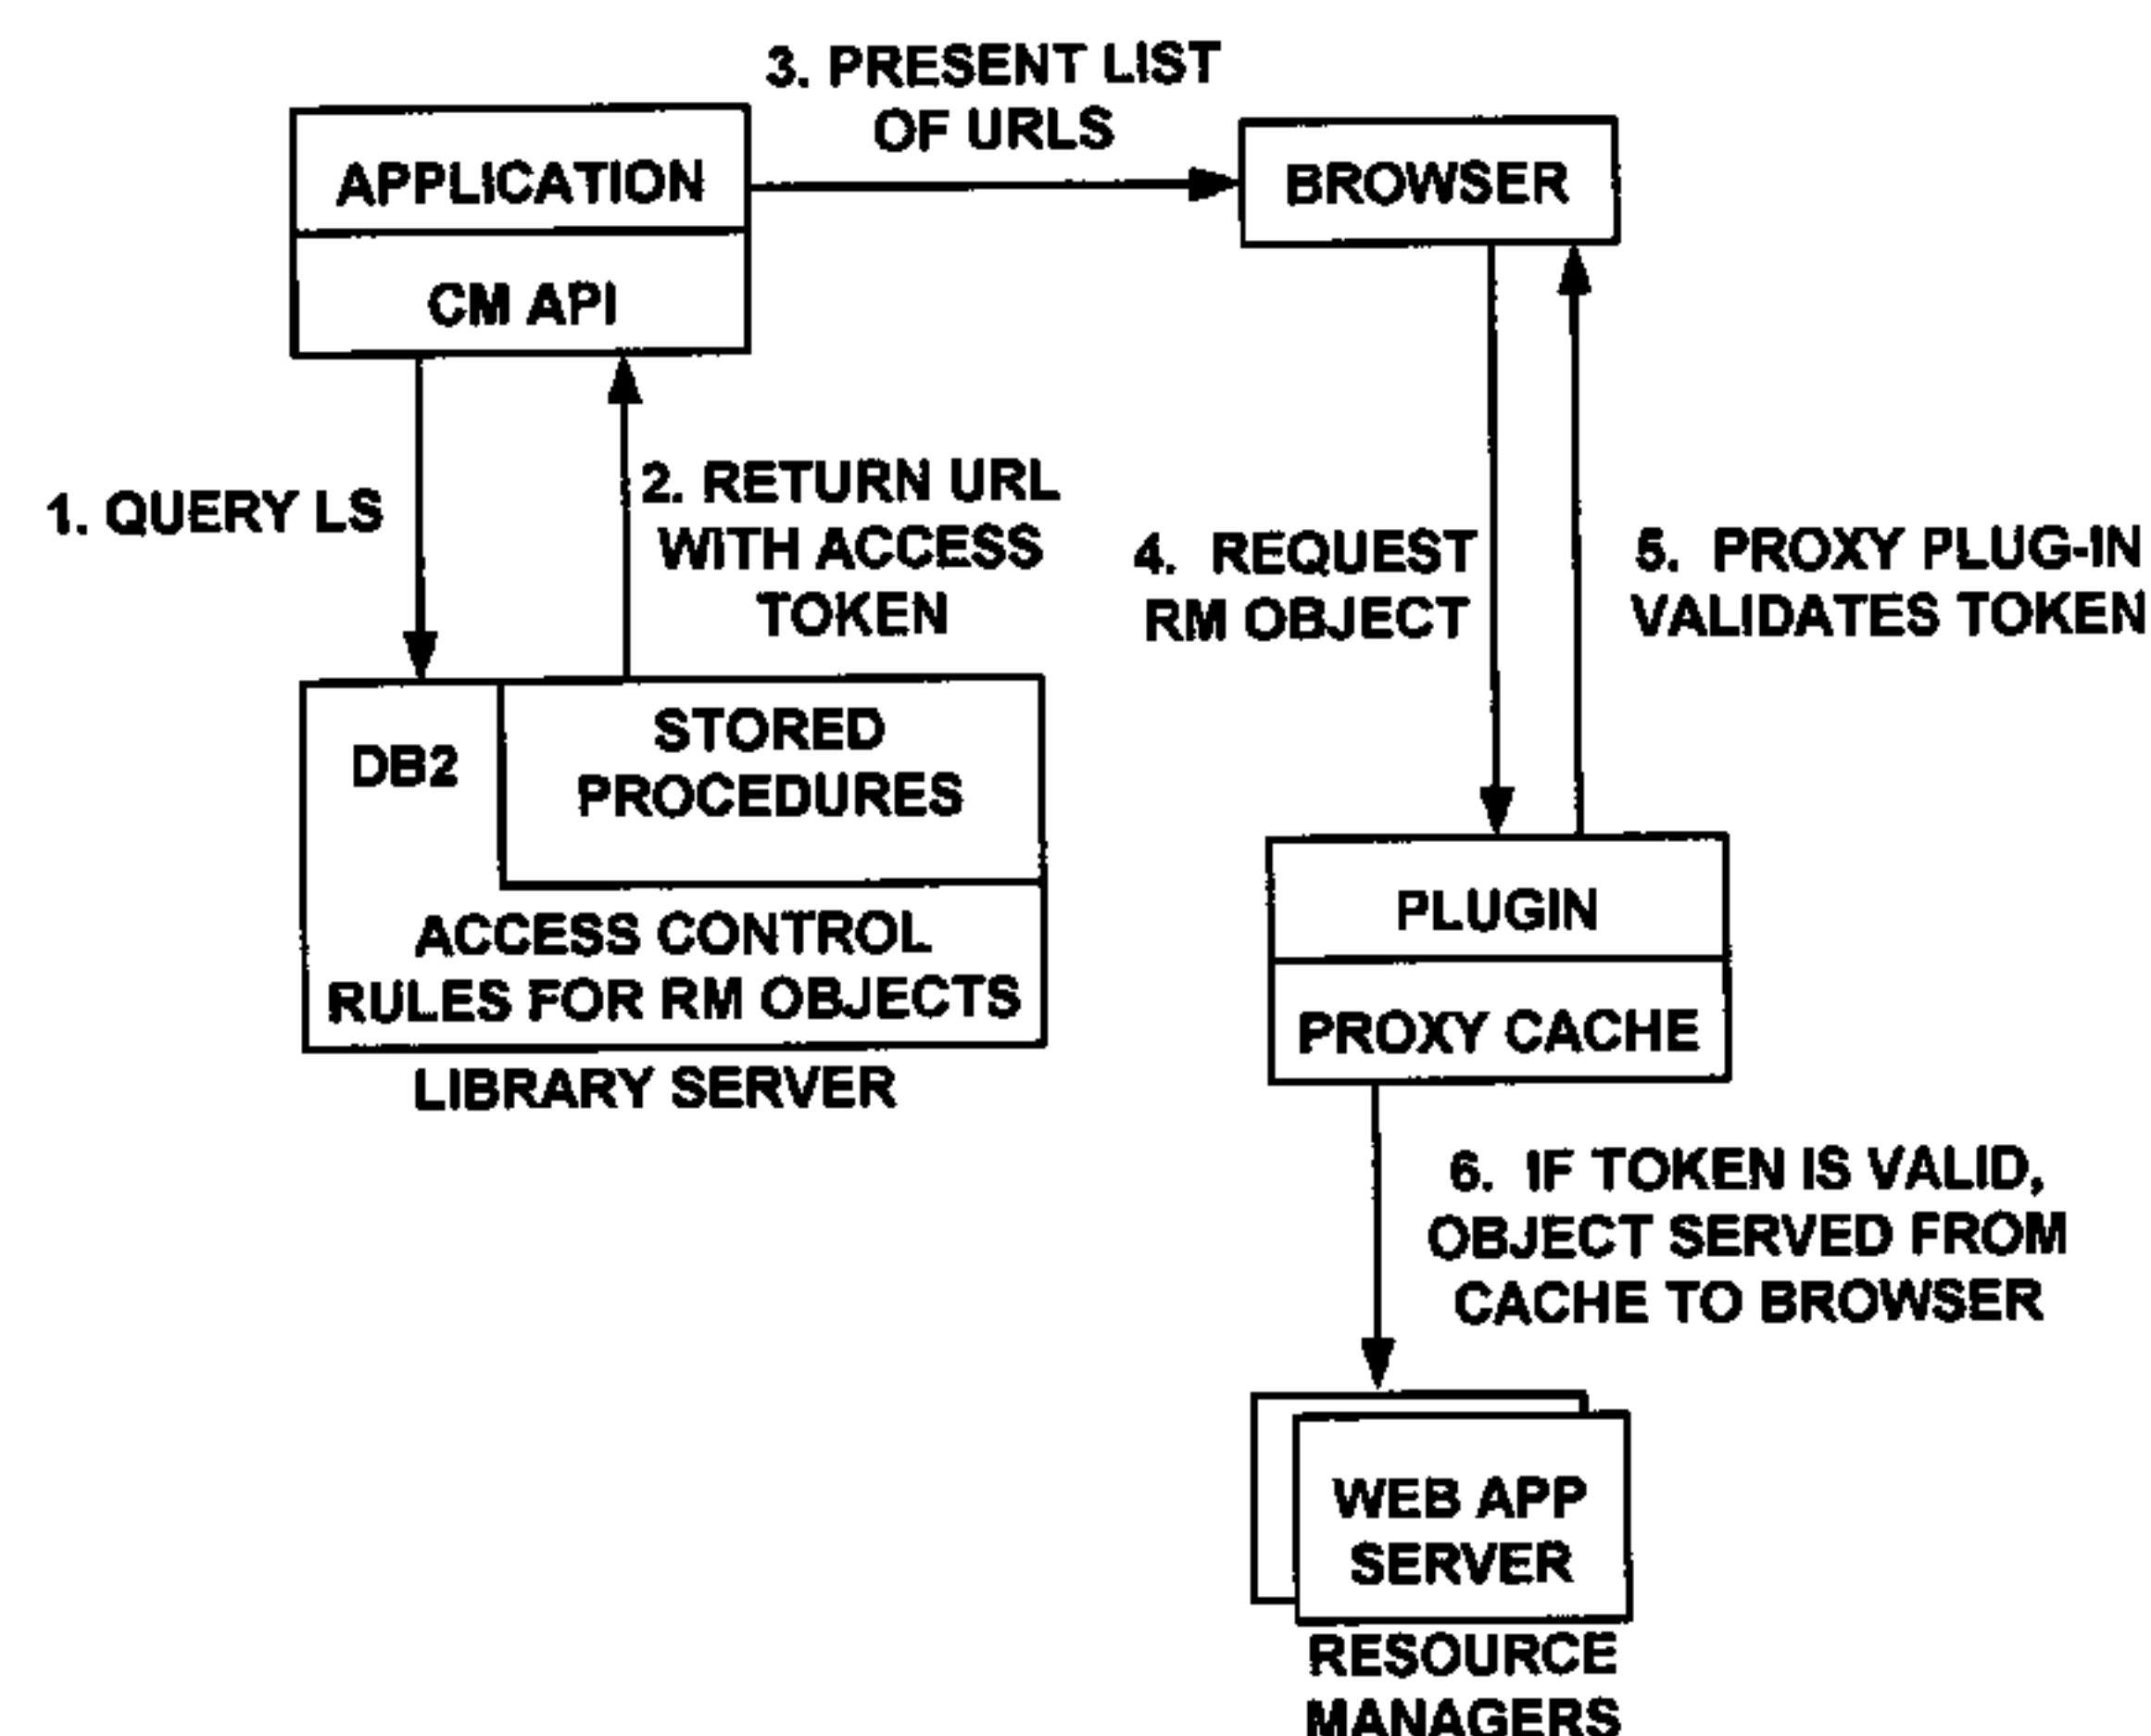 3. PRESENT LIST
OF URLS
APPLICATION
CM API
BROWSER
1. QUERY LS
2. RETURN URL
WITH ACCESS
TOKEN
4. REQUEST
RM OBJECT
5. PROXY PLUG-IN
VALIDATES TOKEN
DB2
STORED
PROCEDURES
ACCESS CONTROL
RULES FOR RM OBJECTS
LIBRARY SERVER
PLUGIN
PROXY CACHE
6. IF TOKEN IS VALID,
OBJECT SERVED FROM
CACHE TO BROWSER
WEB APP
SERVER
RESOURCE
MANAGERS